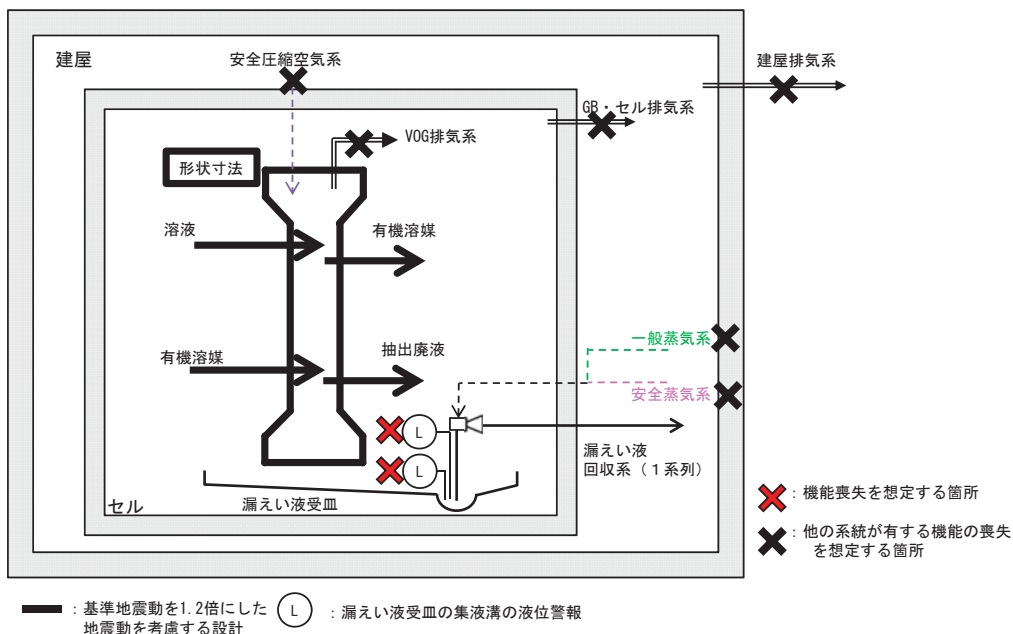 建屋
安全圧縮空気系
建屋排気系
GB・セル排気系
VOG排気系
形状寸法
溶液
有機溶媒
有機溶媒
抽出廃液
一般蒸気系
安全蒸気系
L
L
漏えい液
回収系（１系列）
漏えい液受皿
セル
：機能喪失を想定する箇所
：他の系統が有する機能の喪失
を想定する箇所
：基準地震動を1.2倍にした
地震動を考慮する設計
L
：漏えい液受皿の集液溝の液位警報